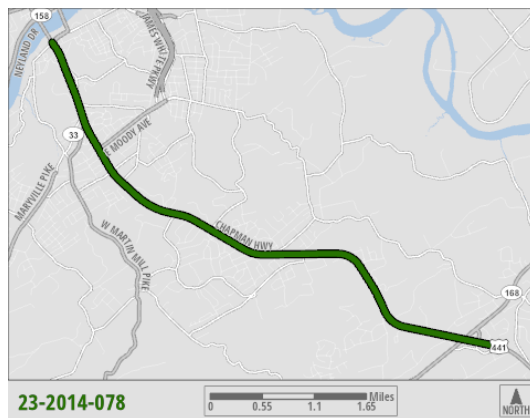 158
NEYLAND DR
JAMES WHITE PKWY
33
E MOODY AVE
MARYVILLE PIKE
W MARTIN MILL PIKE
CHAPMAN HWY
168
441
23-2014-078
Miles
0 0.55 1.1 1.65
NORTH